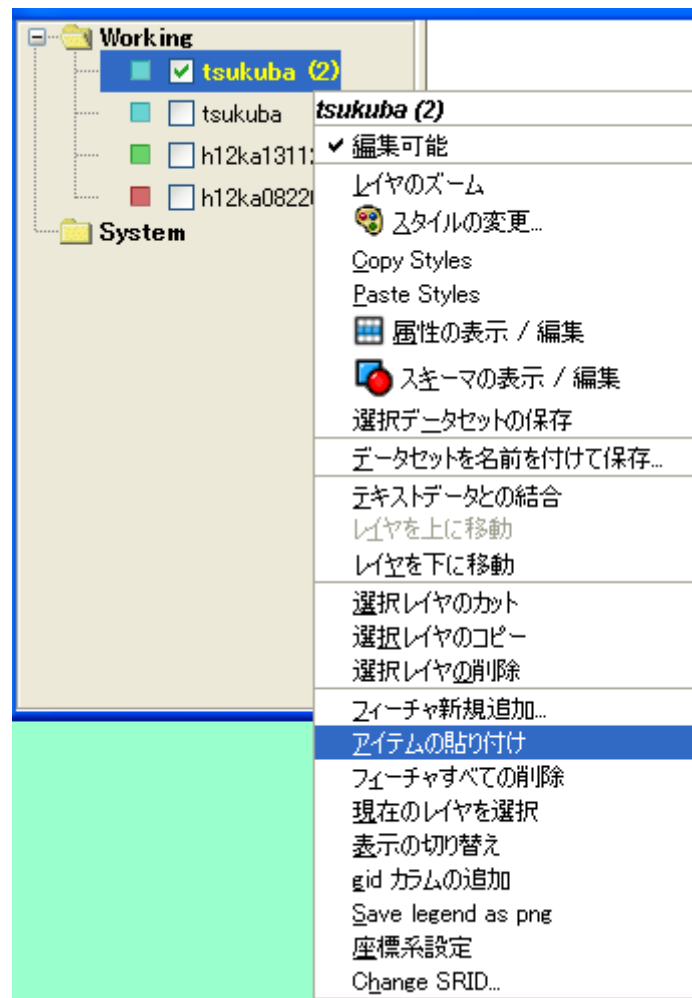 Working
tsukuba (2)
tsukuba
h12ka1311
h12ka0822
System
tsukuba (2)
編集可能
レイヤのズーム
スタイルの変更...
Copy Styles
Paste Styles
属性の表示 / 編集
スキーマの表示 / 編集
選択データセットの保存
データセットを名前を付けて保存...
テキストデータとの結合
レイヤを上に移動
レイヤを下に移動
選択レイヤのカット
選択レイヤのコピー
選択レイヤの削除
フィーチャ新規追加...
アイテムの貼り付け
フィーチャすべての削除
現在のレイヤを選択
表示の切り替え
gid カラムの追加
Save legend as png
座標系設定
Change SRID...